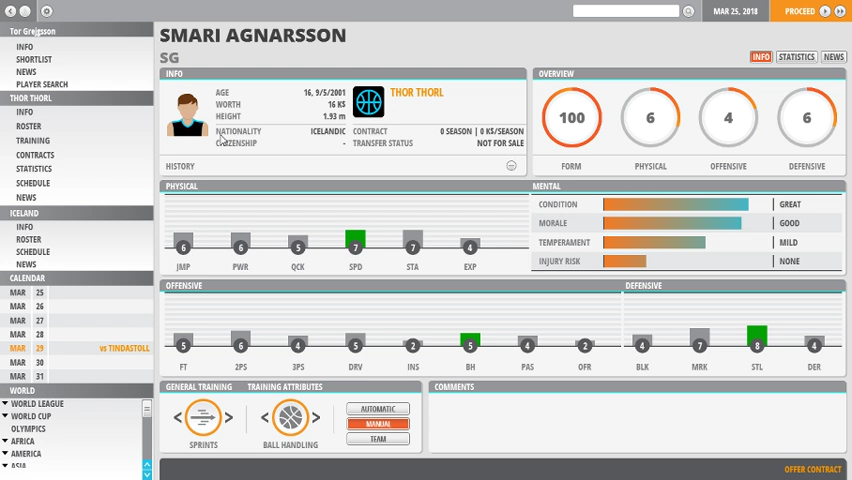 MAR 25, 2018
PROCEED
Tor Grejgsson
INFO
SHORTLIST
NEWS
PLAYER SEARCH
THOR THORL
INFO
ROSTER
TRAINING
CONTRACTS
STATISTICS
SCHEDULE
NEWS
ICELAND
INFO
ROSTER
SCHEDULE
NEWS
CALENDAR
MAR 25
MAR 26
MAR 27
MAR 28
MAR 29 vs TINDASTOLL
MAR 30
MAR 31
WORLD
WORLD LEAGUE
WORLD CUP
OLYMPICS
AFRICA
AMERICA
ASIA
SMARI AGNARSSON
SG
INFO STATISTICS NEWS
INFO
AGE 16, 9/5/2001
WORTH 16 K$
HEIGHT 1.93 m
NATIONALITY ICELANDIC
CITIZENSHIP -
THOR THORL
CONTRACT 0 SEASON | 0 K$/SEASON
TRANSFER STATUS NOT FOR SALE
HISTORY
OVERVIEW
100 6 4 6
FORM PHYSICAL OFFENSIVE DEFENSIVE
PHYSICAL
6 6 5 7 7 4
JMP PWR QCK SPD STA EXP
MENTAL
CONDITION GREAT
MORALE GOOD
TEMPERAMENT MILD
INJURY RISK NONE
OFFENSIVE
5 6 4 5 2 5 4 2
FT 2PS 3PS DRV INS BH PAS OFR
DEFENSIVE
4 7 8 4
BLK MRK STL DER
GENERAL TRAINING TRAINING ATTRIBUTES
SPRINTS BALL HANDLING
AUTOMATIC
MANUAL
TEAM
COMMENTS
OFFER CONTRACT